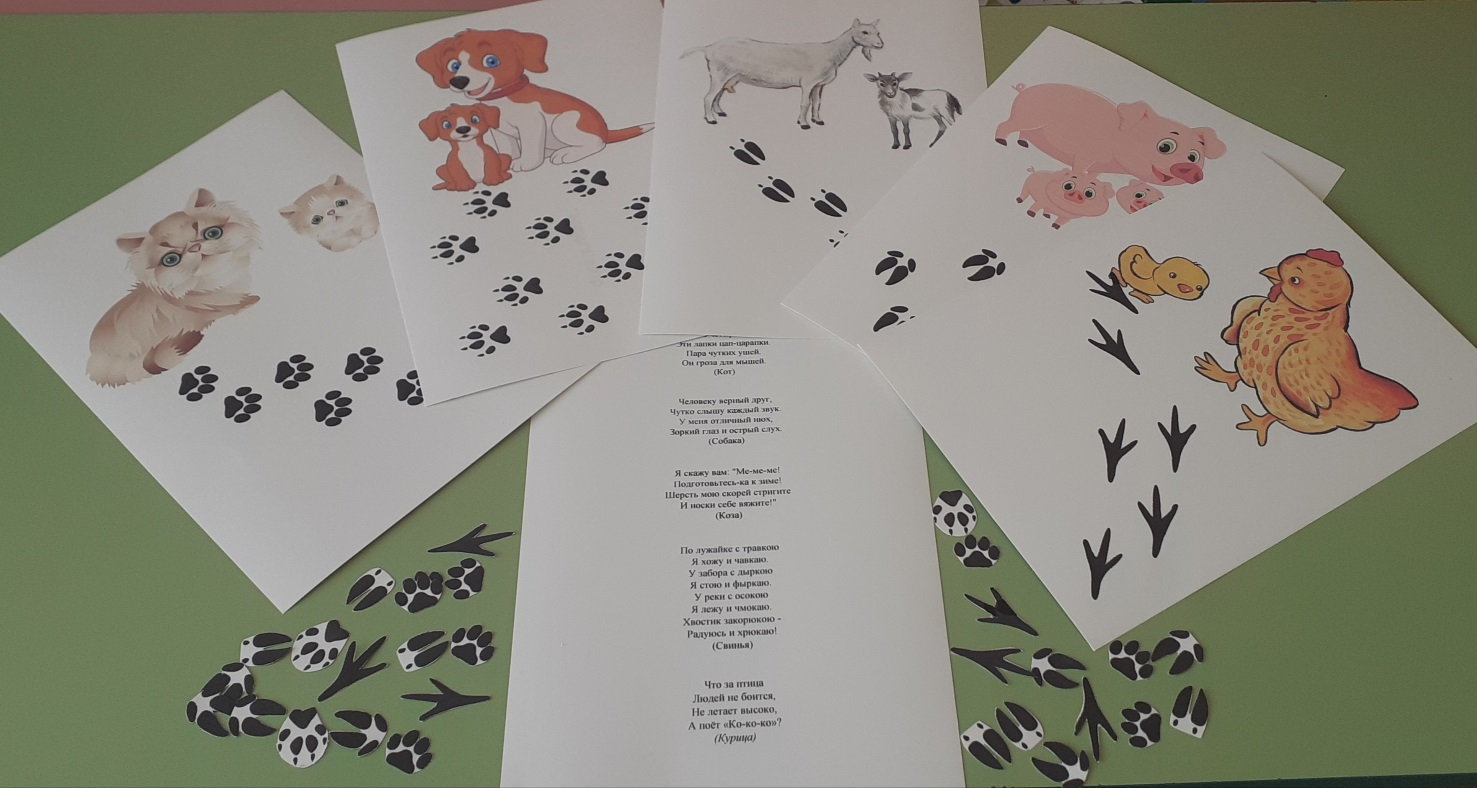 Эти лапки цап-царапки.
Пара чутких ушей.
Он гроза для мышей.
(Кот)
Человеку верный друг,
Чутко слышу каждый звук.
У меня отличный нюх,
Зоркий глаз и острый слух.
(Собака)
Я скажу вам: "Ме-ме-ме!
Подготовьтесь-ка к зиме!
Шерсть мою скорей стригите
И носки себе вяжите!"
(Коза)
По лужайке с травкою
Я хожу и чавкаю.
У забора с дыркою
Я стою и фыркаю.
У реки с осокою
Я лежу и чмокаю.
Хвостик закорюкою -
Радуюсь и хрюкаю!
(Свинья)
Что за птица
Людей не боится,
Не летает высоко,
А поёт «Ко-ко-ко»?
(Курица)